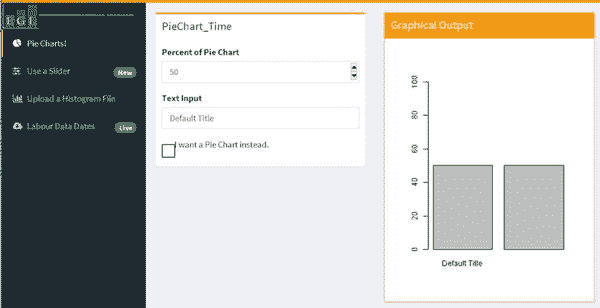 EGE
Pie Charts!
Use a Slider New
Upload a Histogram File
Labour Data Dates Live
PieChart_Time
Percent of Pie Chart
50
Text Input
Default Title
I want a Pie Chart instead.
Graphical Output
100
80
60
40
20
0
Default Title